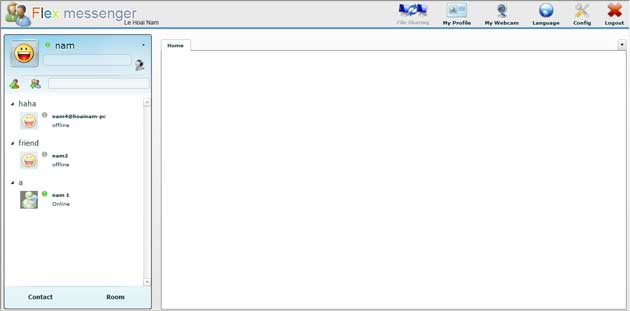 Flex messenger
Le Hoai Nam
File Sharing
My Profile
My Webcam
Language
Config
Logout
nam
Home
haha
nam4@hoainam-pc
offline
friend
nam2
offline
a
nam 1
Online
Contact
Room